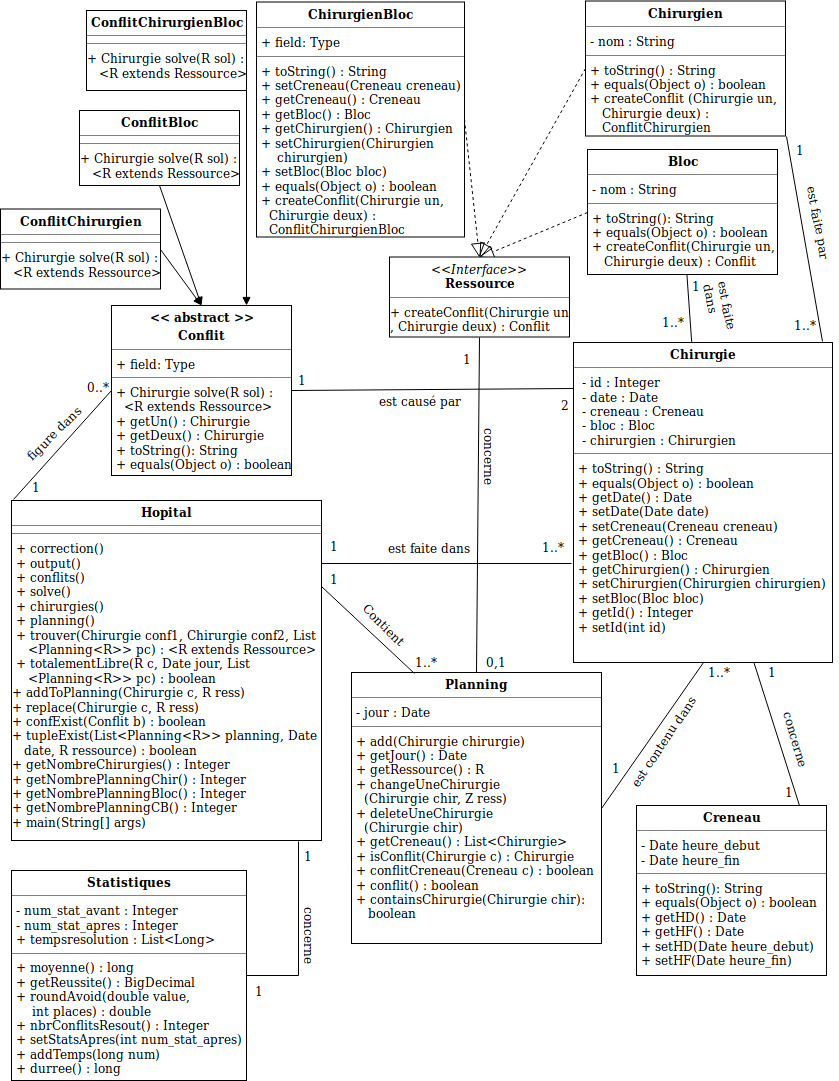 ConflitChirurgienBloc
+ Chirurgie solve(R sol) :
<R extends Ressource>
ConflitBloc
+ Chirurgie solve(R sol) :
<R extends Ressource>
ConflitChirurgien
+ Chirurgie solve(R sol) :
<R extends Ressource>
ChirurgienBloc
+ field: Type
+ toString() : String
+ setCreneau(Creneau creneau)
+ getCreneau() : Creneau
+ getBloc() : Bloc
+ getChirurgien() : Chirurgien
+ setChirurgien(Chirurgien
chirurgien)
+ setBloc(Bloc bloc)
+ equals(Object o) : boolean
+ createConflit(Chirurgie un,
Chirurgie deux) :
ConflitChirurgienBloc
Chirurgien
- nom : String
+ toString() : String
+ equals(Object o) : boolean
+ createConflit (Chirurgie un,
Chirurgie deux) :
ConflitChirurgien
Bloc
- nom : String
+ toString(): String
+ equals(Object o) : boolean
+ createConflit(Chirurgie un,
Chirurgie deux) : Conflit
1
est faite par
1..*
1
est faite
dans
1..*
<<Interface>>
Ressource
+ createConflit(Chirurgie un
, Chirurgie deux) : Conflit
<< abstract >>
Conflit
+ field: Type
+ Chirurgie solve(R sol) :
<R extends Ressource>
+ getUn() : Chirurgie
+ getDeux() : Chirurgie
+ toString(): String
+ equals(Object o) : boolean
1
est causé par
2
1
concerne
0,1
0..*
figure dans
1
Chirurgie
- id : Integer
- date : Date
- creneau : Creneau
- bloc : Bloc
- chirurgien : Chirurgien
+ toString() : String
+ equals(Object o) : boolean
+ getDate() : Date
+ setDate(Date date)
+ setCreneau(Creneau creneau)
+ getCreneau() : Creneau
+ getBloc() : Bloc
+ getChirurgien() : Chirurgien
+ setChirurgien(Chirurgien chirurgien)
+ setBloc(Bloc bloc)
+ getId() : Integer
+ setId(int id)
Hopital
+ correction()
+ output()
+ conflits()
+ solve()
+ chirurgies()
+ planning()
+ trouver(Chirurgie conf1, Chirurgie conf2, List
<Planning<R>> pc) : <R extends Ressource>
+ totalementLibre(R c, Date jour, List
<Planning<R>> pc) : boolean
+ addToPlanning(Chirurgie c, R ress)
+ replace(Chirurgie c, R ress)
+ confExist(Conflit b) : boolean
+ tupleExist(List<Planning<R>> planning, Date
date, R ressource) : boolean
+ getNombreChirurgies() : Integer
+ getNombrePlanningChir() : Integer
+ getNombrePlanningBloc() : Integer
+ getNombrePlanningCB() : Integer
+ main(String[] args)
1
est faite dans
1..*
1
Contient
1..*
Planning
- jour : Date
+ add(Chirurgie chirurgie)
+ getJour() : Date
+ getRessource() : R
+ changeUneChirurgie
(Chirurgie chir, Z ress)
+ deleteUneChirurgie
(Chirurgie chir)
+ getCreneau() : List<Chirurgie>
+ isConflit(Chirurgie c) : Chirurgie
+ conflitCreneau(Creneau c) : boolean
+ conflit() : boolean
+ containsChirurgie(Chirurgie chir):
boolean
1..*
est contenu dans
1
1
concerne
1
Creneau
- Date heure_debut
- Date heure_fin
+ toString(): String
+ equals(Object o) : boolean
+ getHD() : Date
+ getHF() : Date
+ setHD(Date heure_debut)
+ setHF(Date heure_fin)
1
concerne
1
Statistiques
- num_stat_avant : Integer
- num_stat_apres : Integer
+ tempsresolution : List<Long>
+ moyenne() : long
+ getReussite() : BigDecimal
+ roundAvoid(double value,
int places) : double
+ nbrConflitsResout() : Integer
+ setStatsApres(int num_stat_apres)
+ addTemps(long num)
+ durree() : long